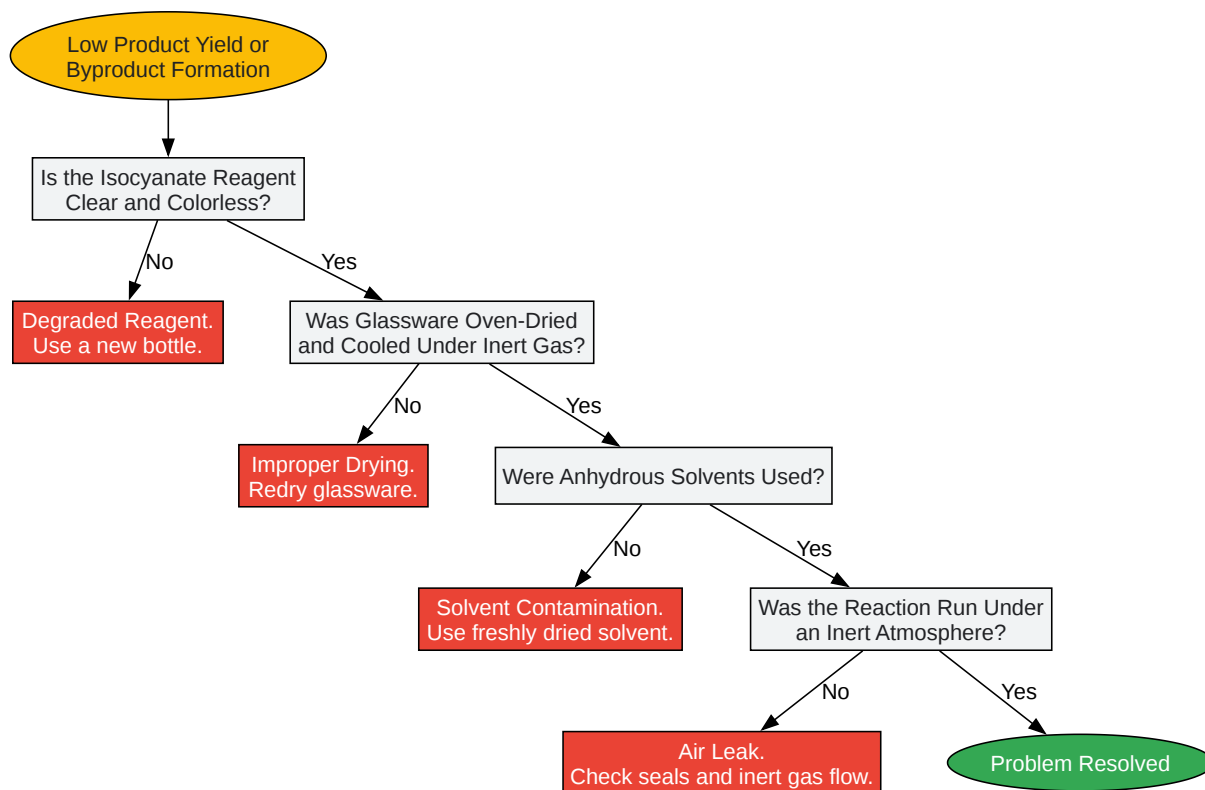 Low Product Yield or
Byproduct Formation
Is the Isocyanate Reagent
Clear and Colorless?
No
Yes
Degraded Reagent.
Use a new bottle.
Was Glassware Oven-Dried
and Cooled Under Inert Gas?
No
Yes
Improper Drying.
Redry glassware.
Were Anhydrous Solvents Used?
No
Yes
Solvent Contamination.
Use freshly dried solvent.
Was the Reaction Run Under
an Inert Atmosphere?
No
Yes
Air Leak.
Check seals and inert gas flow.
Problem Resolved